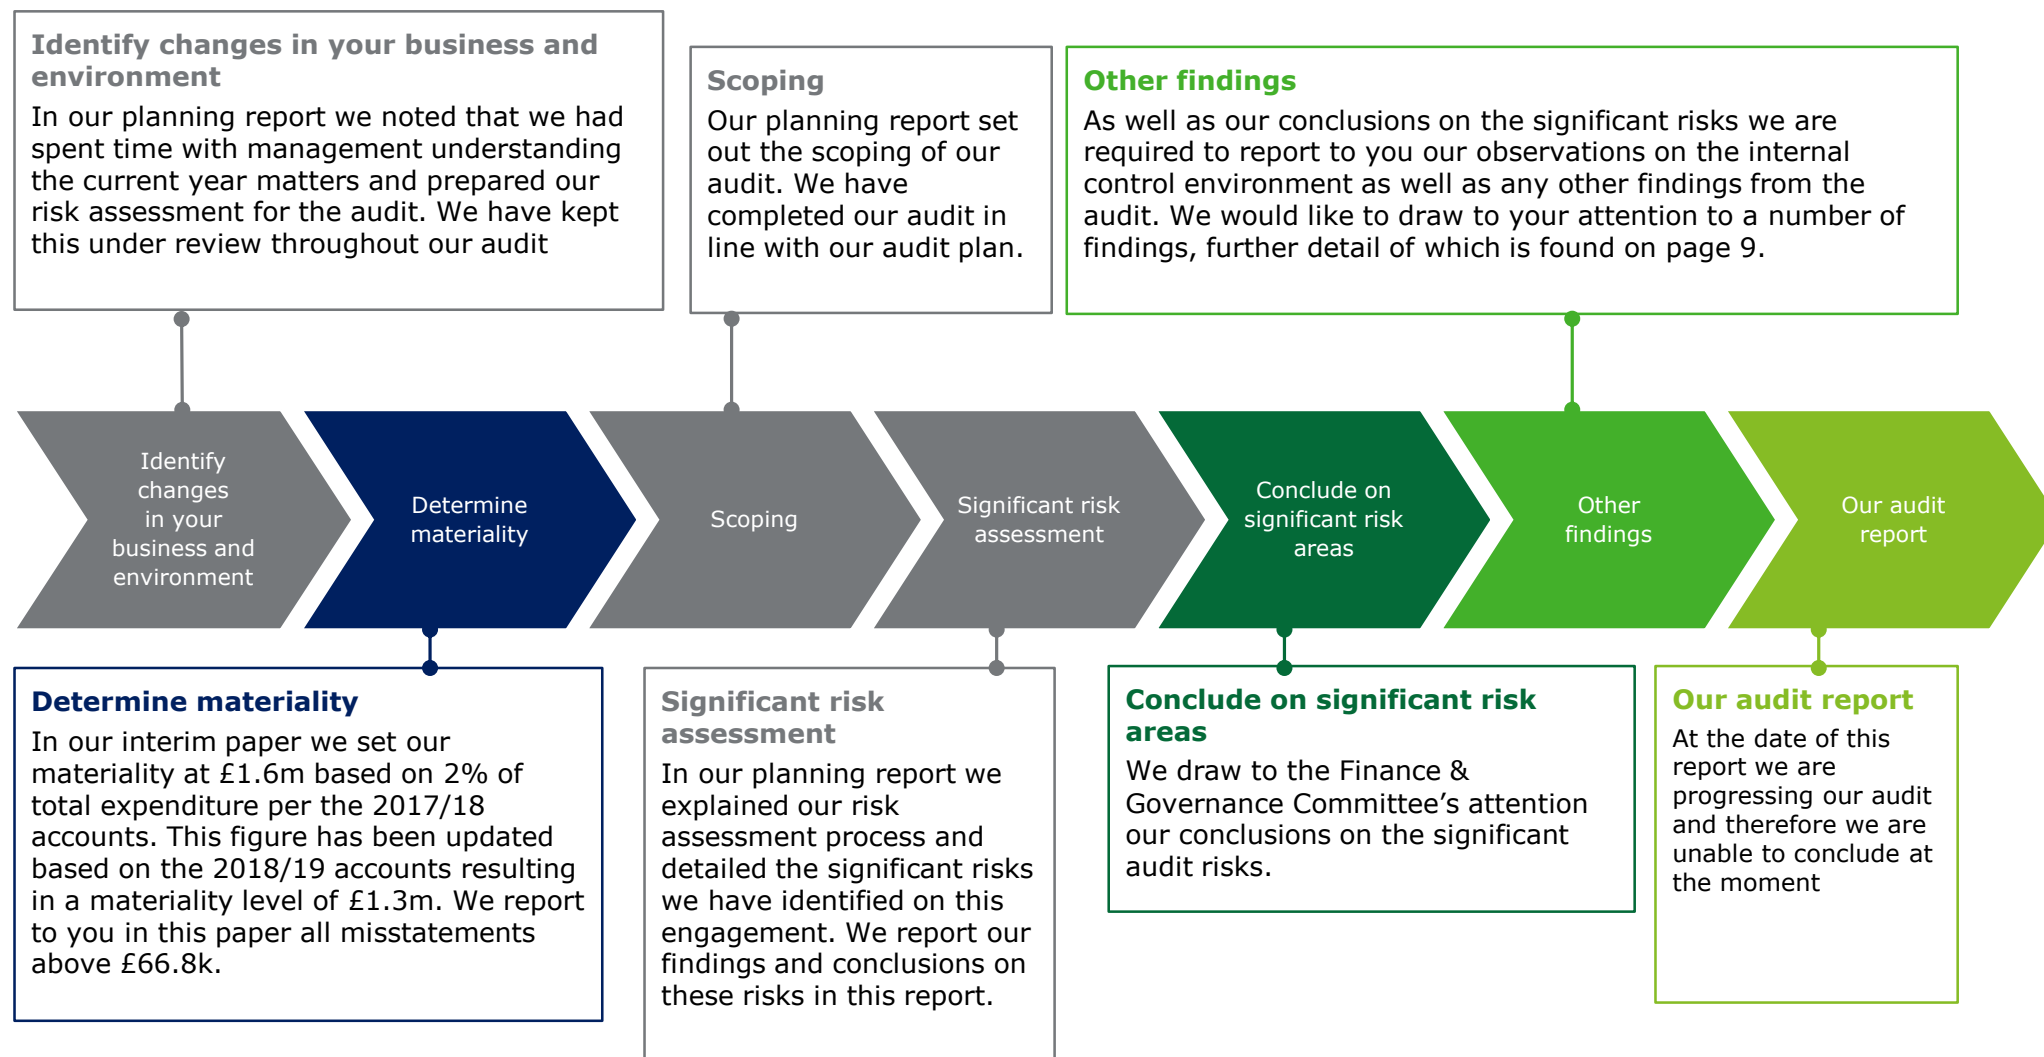 Identify changes in your business and
environment
In our planning report we noted that we had
spent time with management understanding
the current year matters and prepared our
risk assessment for the audit. We have kept
this under review throughout our audit
Scoping
Our planning report set
out the scoping of our
audit. We have
completed our audit in
line with our audit plan.
Other findings
As well as our conclusions on the significant risks we are
required to report to you our observations on the internal
control environment as well as any other findings from the
audit. We would like to draw to your attention to a number of
findings, further detail of which is found on page 9.
Identify
changes
in your
business and
environment
Determine
materiality
Scoping
Significant risk
assessment
Conclude on
significant risk
areas
Other
findings
Our audit
report
Determine materiality
In our interim paper we set our
materiality at £1.6m based on 2% of
total expenditure per the 2017/18
accounts. This figure has been updated
based on the 2018/19 accounts resulting
in a materiality level of £1.3m. We report
to you in this paper all misstatements
above £66.8k.
Significant risk
assessment
In our planning report we
explained our risk
assessment process and
detailed the significant risks
we have identified on this
engagement. We report our
findings and conclusions on
these risks in this report.
Conclude on significant risk
areas
We draw to the Finance &
Governance Committee’s attention
our conclusions on the significant
audit risks.
Our audit report
At the date of this
report we are
progressing our audit
and therefore we are
unable to conclude at
the moment